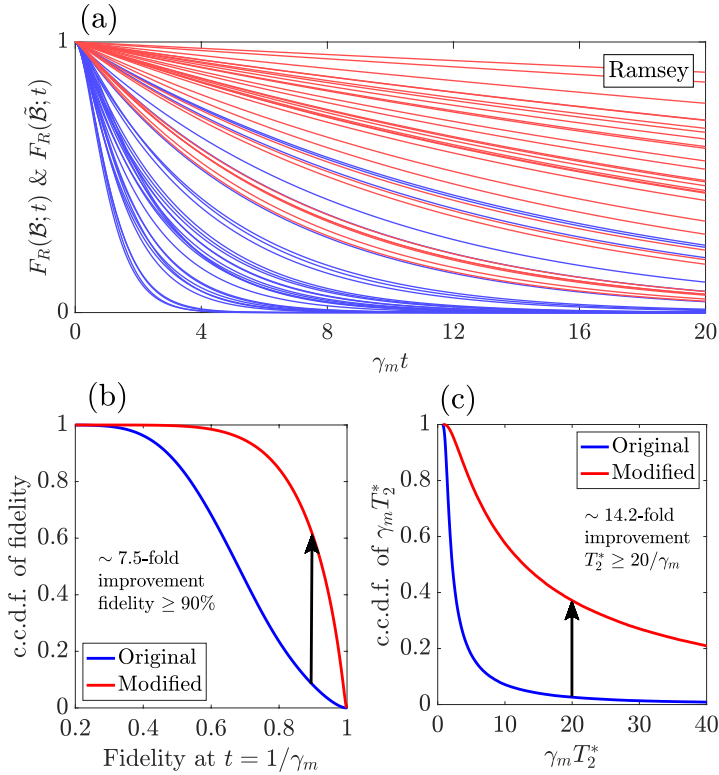 (a)
1
0
F_R(ℬ; t) & F_R(ℬ̃; t)
Ramsey
0 4 8 12 16 20
γ_m t
(b)
1
0.8
0.6
0.4
0.2
0
c.c.d.f. of fidelity
∼ 7.5-fold
improvement
fidelity ≥ 90%
Original
Modified
0.2 0.4 0.6 0.8 1
Fidelity at t = 1/γ_m
(c)
1
0.8
0.6
0.4
0.2
0
c.c.d.f. of γ_m T_2^*
Original
Modified
∼ 14.2-fold
improvement
T_2^* ≥ 20/γ_m
0 10 20 30 40
γ_m T_2^*